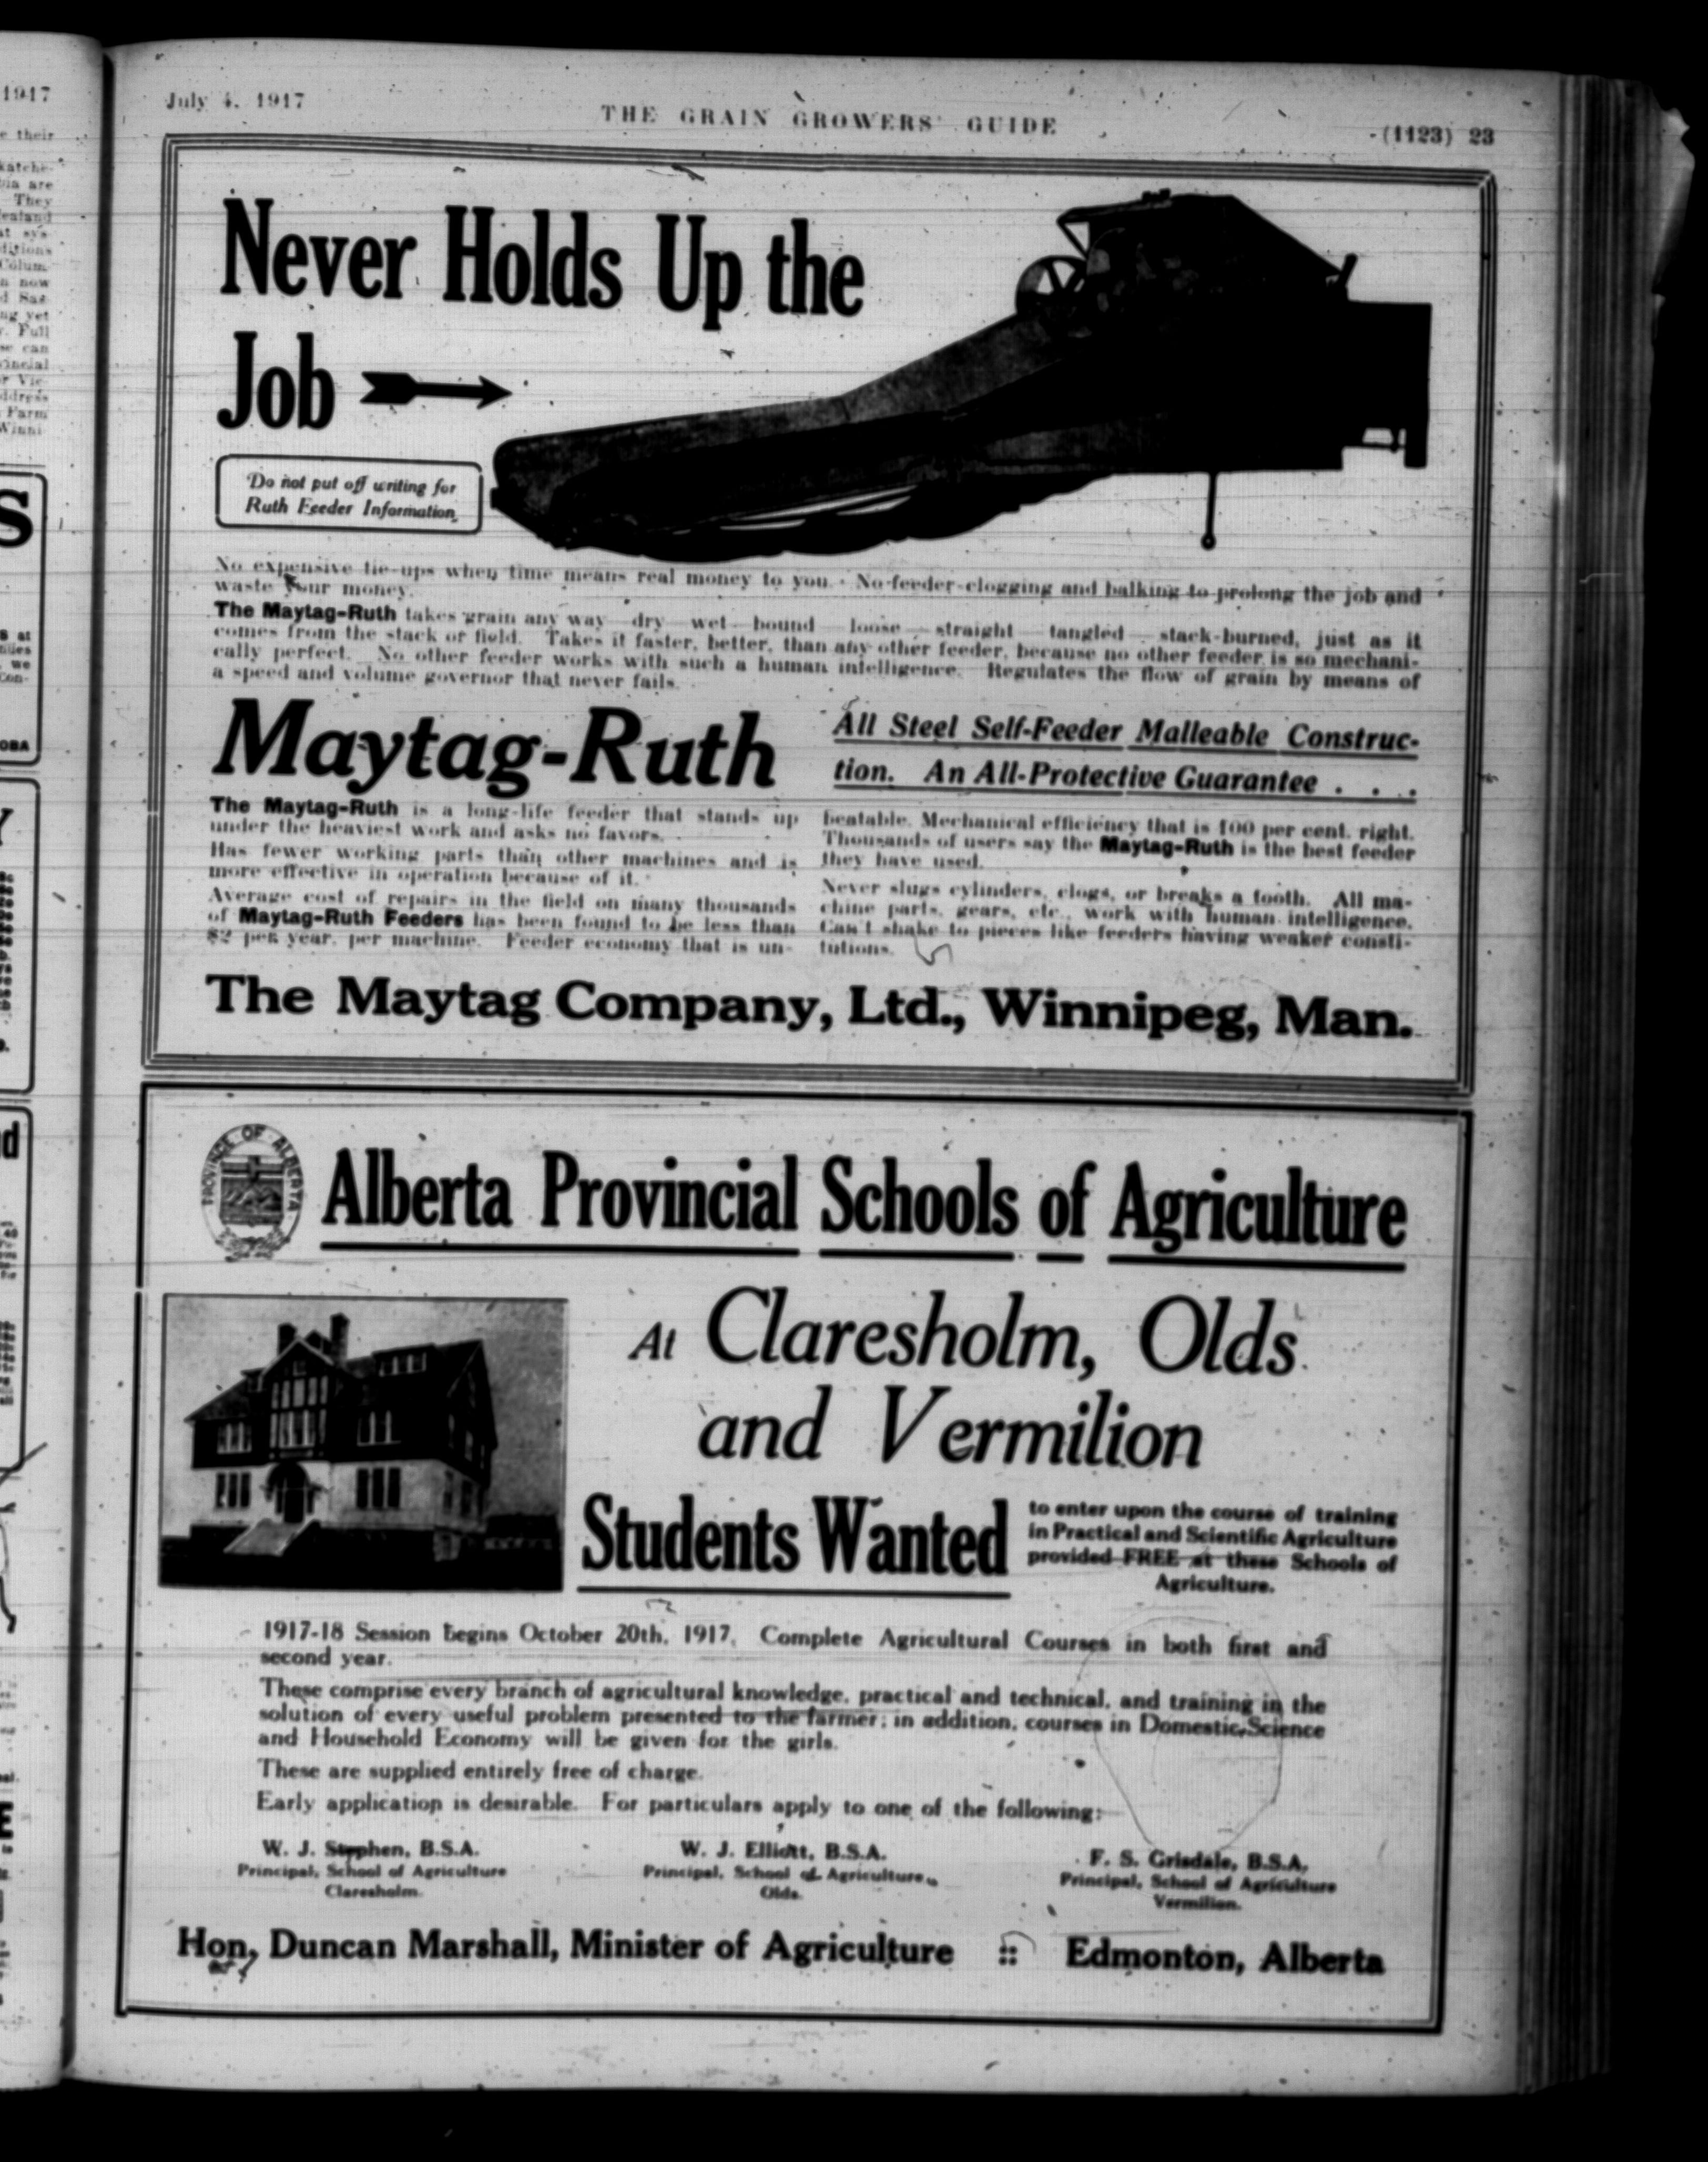 July 4, 1917
THE GRAIN GROWERS' GUIDE
(1123) 23
Never Holds Up the
Job
Do not put off writing for
Ruth Feeder Information
No expensive tie-ups when time means real money to you. No feeder-clogging and balking to prolong the job and
waste your money.
The Maytag-Ruth takes grain any way dry wet bound loose straight tangled stack-burned, just as it
comes from the stack or field. Takes it faster, better, than any other feeder, because no other feeder is so mechani-
cally perfect. No other feeder works with such a human intelligence. Regulates the flow of grain by means of
a speed and volume governor that never fails.
Maytag-Ruth
All Steel Self-Feeder Malleable Construc-
tion. An All-Protective Guarantee . . .
The Maytag-Ruth is a long-life feeder that stands up
under the heaviest work and asks no favors.
Has fewer working parts than other machines and is
more effective in operation because of it.
Average cost of repairs in the field on many thousands
of Maytag-Ruth Feeders has been found to be less than
$2 per year, per machine. Feeder economy that is un-
beatable. Mechanical efficiency that is 100 per cent. right.
Thousands of users say the Maytag-Ruth is the best feeder
they have used.
Never slugs cylinders, clogs, or breaks a tooth. All ma-
chine parts, gears, etc., work with human intelligence.
Can't shake to pieces like feeders having weaker consti-
tutions.
The Maytag Company, Ltd., Winnipeg, Man.
PROVINCE OF ALBERTA
Alberta Provincial Schools of Agriculture
At Claresholm, Olds
and Vermilion
Students Wanted
to enter upon the course of training
in Practical and Scientific Agriculture
provided FREE at these Schools of
Agriculture.
1917-18 Session begins October 20th, 1917. Complete Agricultural Courses in both first and
second year.
These comprise every branch of agricultural knowledge, practical and technical, and training in the
solution of every useful problem presented to the farmer; in addition, courses in Domestic Science
and Household Economy will be given for the girls.
These are supplied entirely free of charge.
Early application is desirable. For particulars apply to one of the following:
W. J. Stephen, B.S.A.
Principal, School of Agriculture
Claresholm.
W. J. Elliott, B.S.A.
Principal, School of Agriculture,
Olds.
F. S. Grisdale, B.S.A.
Principal, School of Agriculture
Vermilion.
Hon. Duncan Marshall, Minister of Agriculture :: Edmonton, Alberta